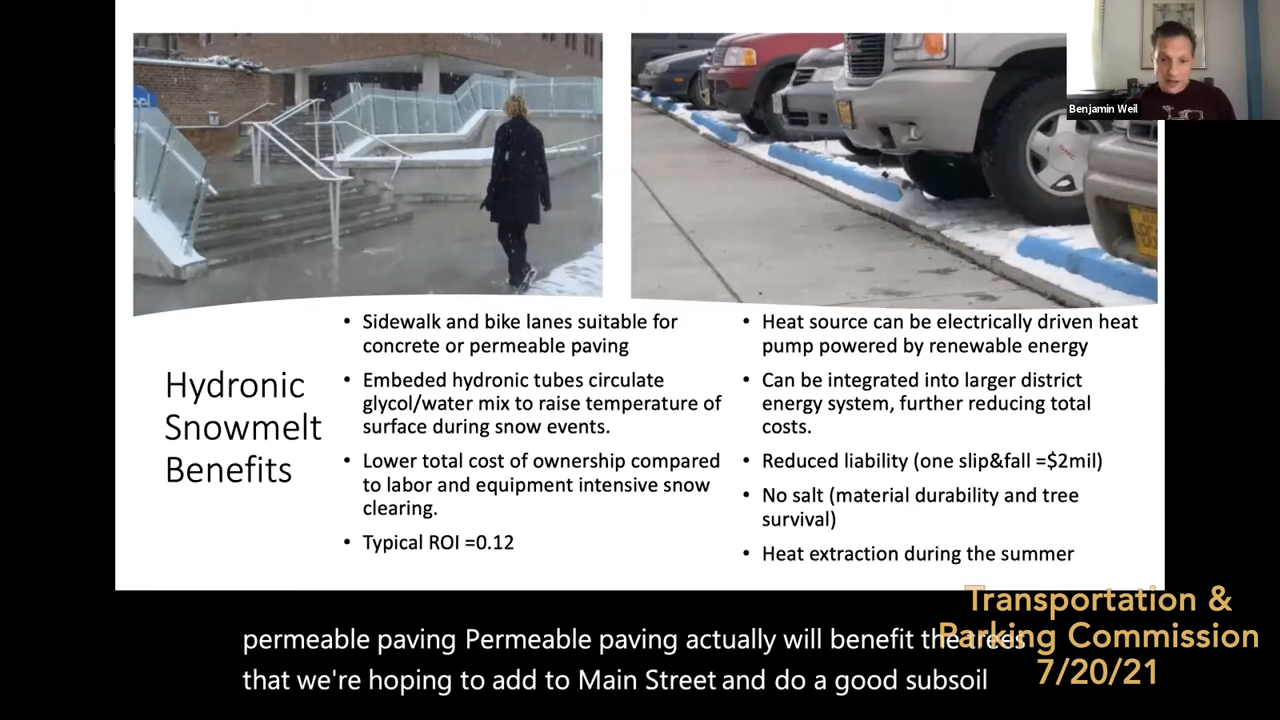 Benjamin Weil
GMC
Hydronic
Snowmelt
Benefits
• Sidewalk and bike lanes suitable for
concrete or permeable paving
• Embeded hydronic tubes circulate
glycol/water mix to raise temperature of
surface during snow events.
• Lower total cost of ownership compared
to labor and equipment intensive snow
clearing.
• Typical ROI =0.12
• Heat source can be electrically driven heat
pump powered by renewable energy
• Can be integrated into larger district
energy system, further reducing total
costs.
• Reduced liability (one slip&fall =$2mil)
• No salt (material durability and tree
survival)
• Heat extraction during the summer
permeable paving Permeable paving actually will benefit the trees
that we're hoping to add to Main Street and do a good subsoil
Transportation &
Parking Commission
7/20/21